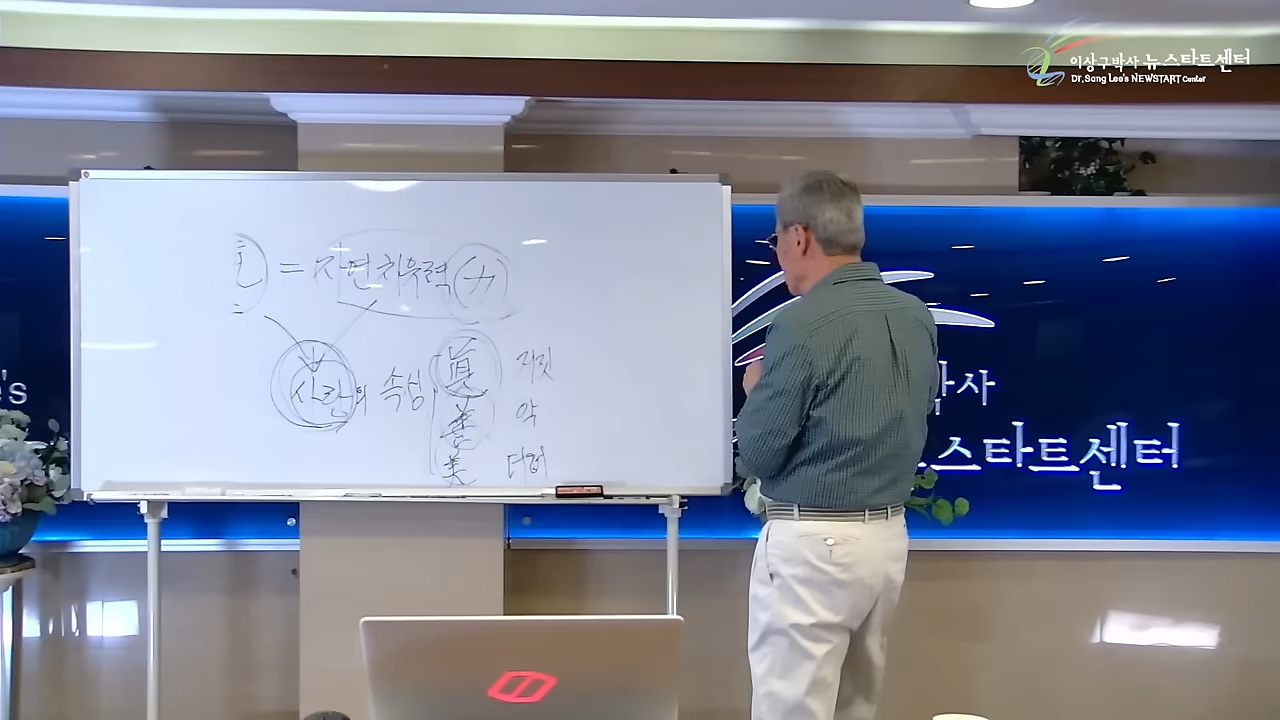 이상구박사 뉴스타트센터
Dr.Sang Lee's NEWSTART Center
= 자연치유력 (力)
사랑의 속성 眞 거짓
善 악
美 더러
's
박사
스타트센터